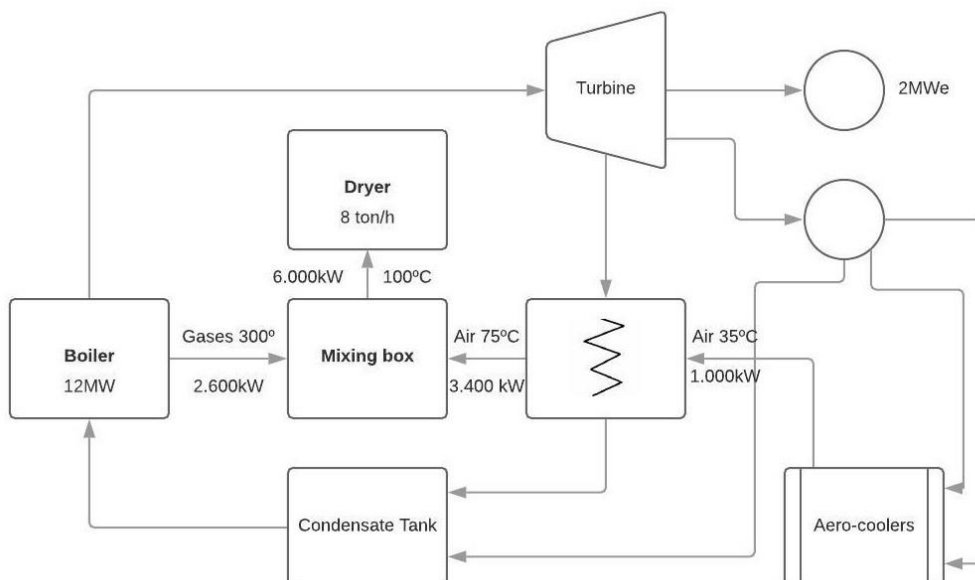 Turbine
2MWe
Dryer
8 ton/h
6.000kW
100ºC
Boiler
12MW
Gases 300º
2.600kW
Mixing box
Air 75ºC
3.400 kW
Air 35ºC
1.000kW
Condensate Tank
Aero-coolers